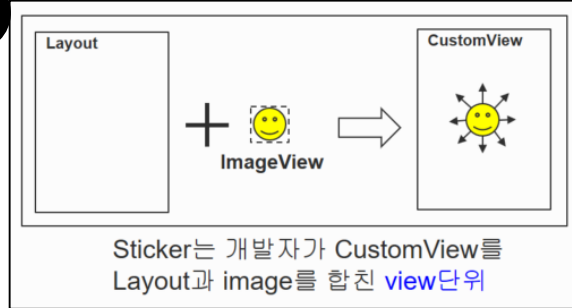 Layout
CustomView
ImageView
Sticker는 개발자가 CustomView를
Layout과 image를 합친 view단위